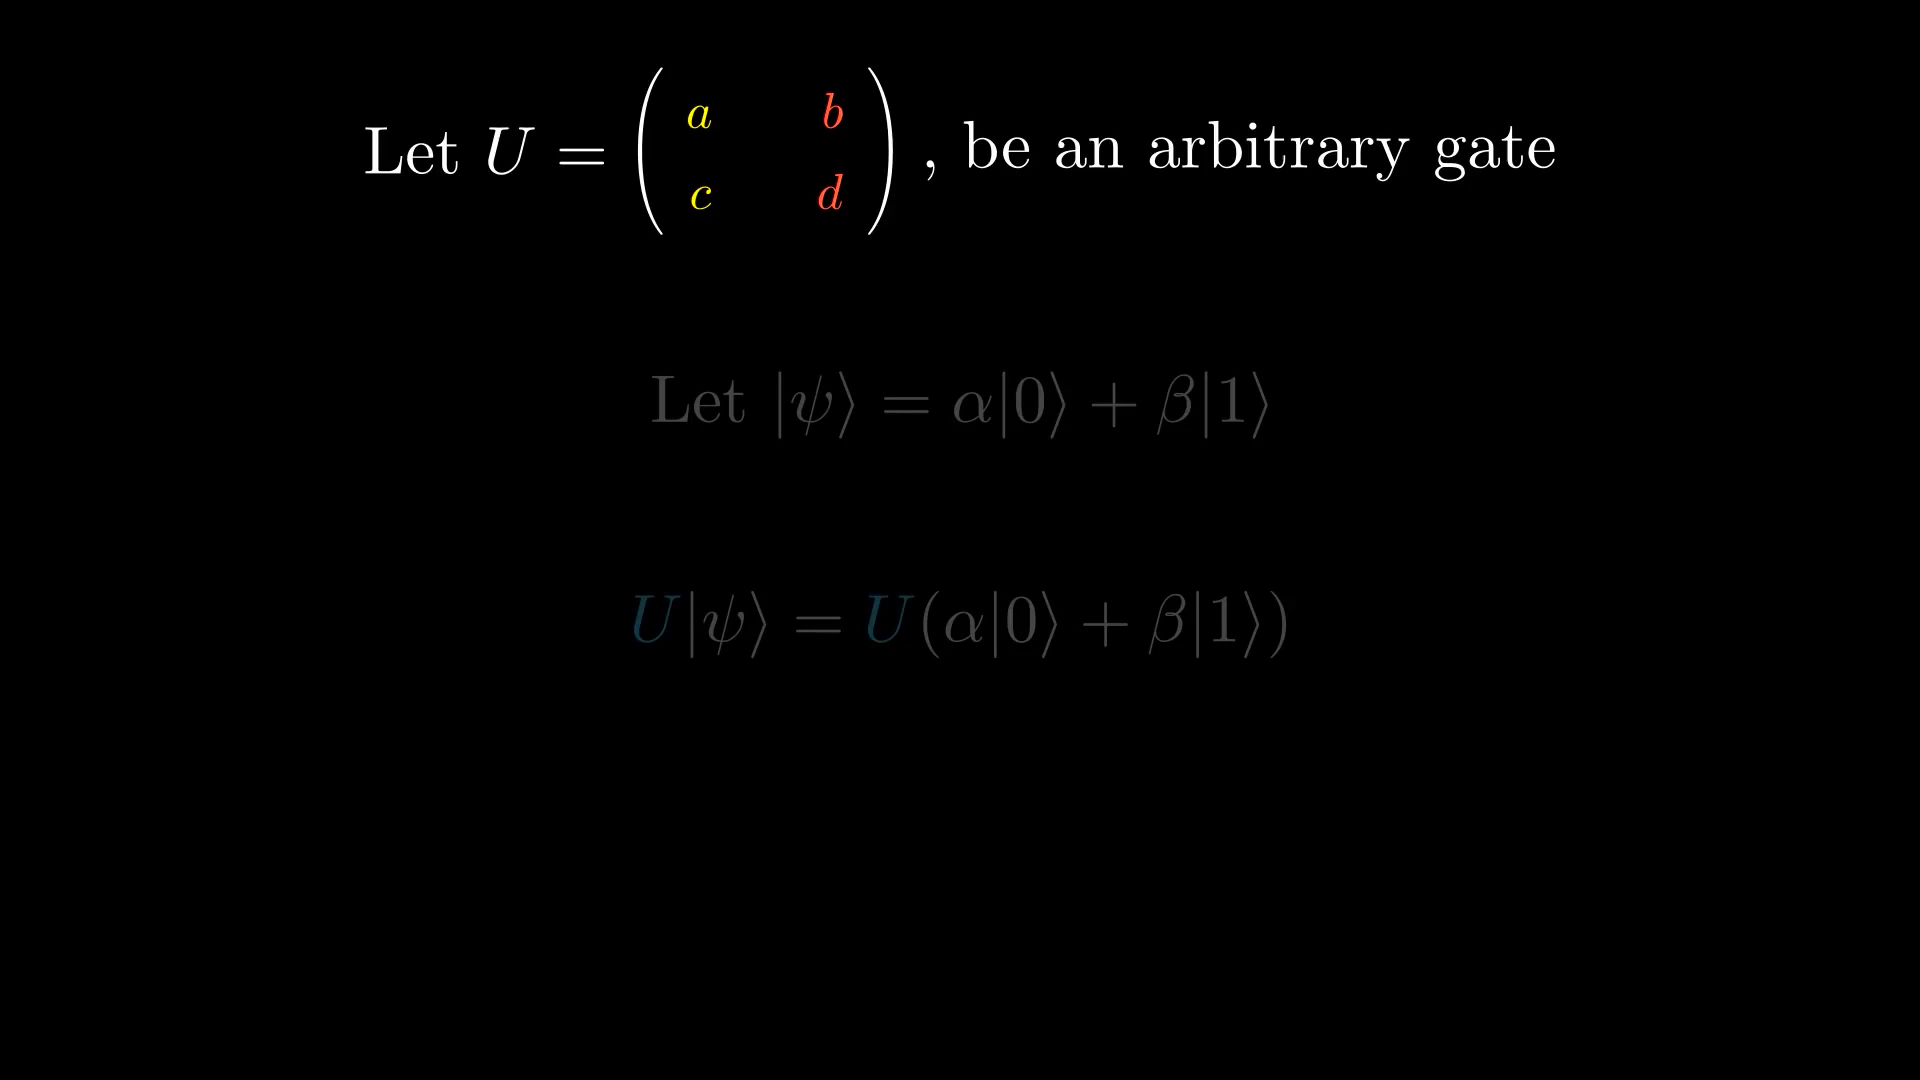 Let U = ( a b
c d ) , be an arbitrary gate
Let |ψ⟩ = α|0⟩ + β|1⟩
U|ψ⟩ = U(α|0⟩ + β|1⟩)